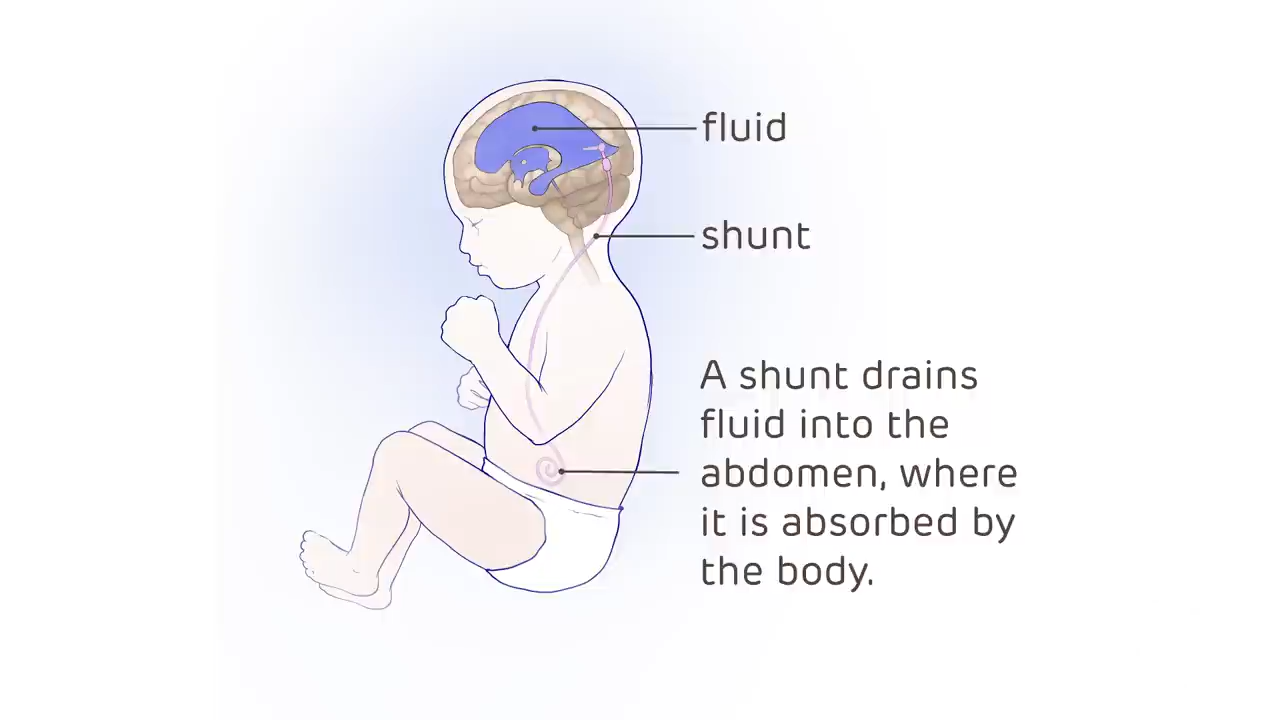 fluid
shunt
A shunt drains
fluid into the
abdomen, where
it is absorbed by
the body.